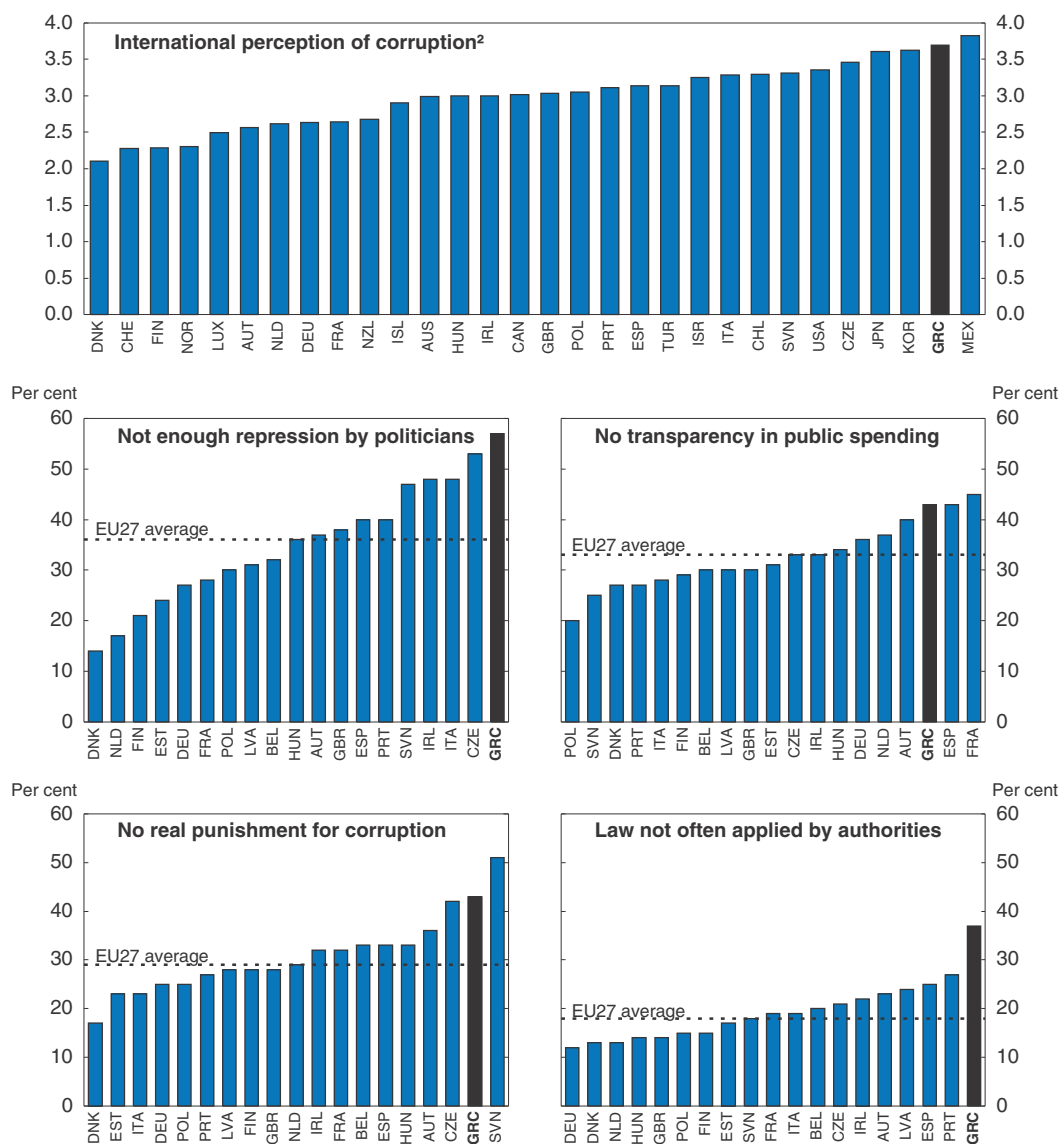 International perception of corruption²
4.0 4.0
3.5 3.5
3.0 3.0
2.5 2.5
2.0 2.0
1.5 1.5
1.0 1.0
0.5 0.5
0.0 0.0
DNK CHE FIN NOR LUX AUT NLD DEU FRA NZL ISL AUS HUN IRL CAN GBR POL PRT ESP TUR ISR ITA CHL SVN USA CZE JPN KOR GRC MEX
Per cent
Not enough repression by politicians
60
50
40
EU27 average
30
20
10
0
DNK NLD FIN EST DEU FRA POL LVA BEL HUN AUT GBR ESP PRT SVN IRL ITA CZE GRC
Per cent
No transparency in public spending
60
50
40
EU27 average
30
20
10
0
POL SVN DNK PRT ITA FIN BEL LVA GBR EST CZE IRL HUN DEU NLD AUT GRC ESP FRA
Per cent
No real punishment for corruption
60
50
40
30
EU27 average
20
10
0
DNK EST ITA DEU POL PRT LVA FIN GBR NLD IRL FRA BEL ESP HUN AUT CZE GRC SVN
Per cent
Law not often applied by authorities
60
50
40
30
20
EU27 average
10
0
DEU DNK NLD HUN GBR POL FIN EST SVN FRA ITA BEL CZE IRL AUT LVA ESP PRT GRC